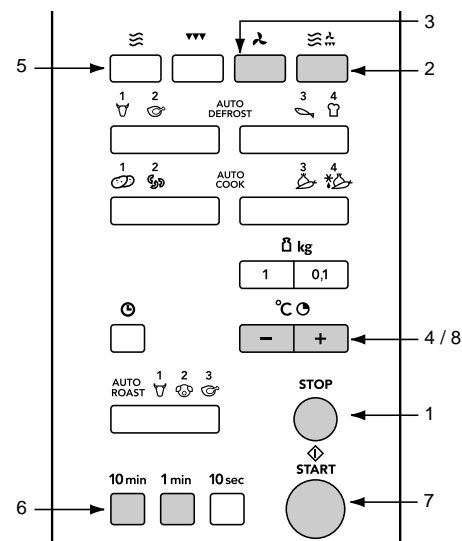 3
5
2
1 2 AUTO DEFROST 3 4
1 2 AUTO COOK 3 4
kg
1 0,1
°C
- +
4 / 8
AUTO ROAST 1 2 3
STOP
1
START
10 min 1 min 10 sec
6
7